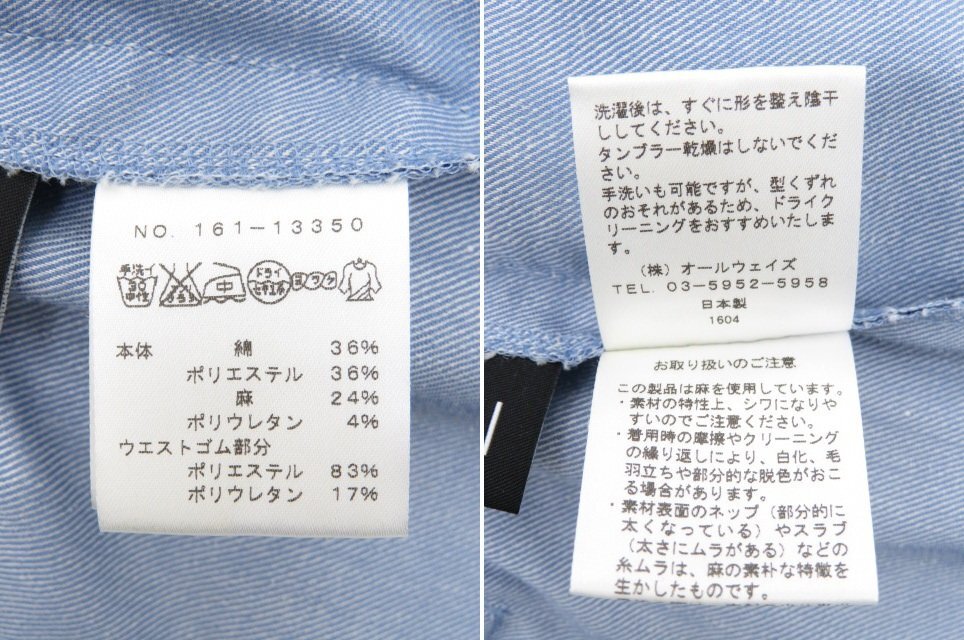 NO. 161-13350
手洗イ
30
中性
エンソ
サラシ
中
ドライ
セキユ系
ヨワク
本体 綿 36%
ポリエステル 36%
麻 24%
ポリウレタン 4%
ウエストゴム部分
ポリエステル 83%
ポリウレタン 17%
洗濯後は、すぐに形を整え陰干
ししてください。
タンブラー乾燥はしないでくだ
さい。
手洗いも可能ですが、型くずれ
のおそれがあるため、ドライク
リーニングをおすすめいたしま
す。
(株) オールウェイズ
TEL. 03-5952-5958
日本製
1604
お取り扱いのご注意
この製品は麻を使用しています。
・素材の特性上、シワになりや
すいのでご注意ください。
・着用時の摩擦やクリーニング
の繰り返しにより、白化、毛
羽立ちや部分的な脱色がおこ
る場合があります。
・素材表面のネップ(部分的に
太くなっている)やスラブ
(太さにムラがある)などの
糸ムラは、麻の素朴な特徴を
生かしたものです。